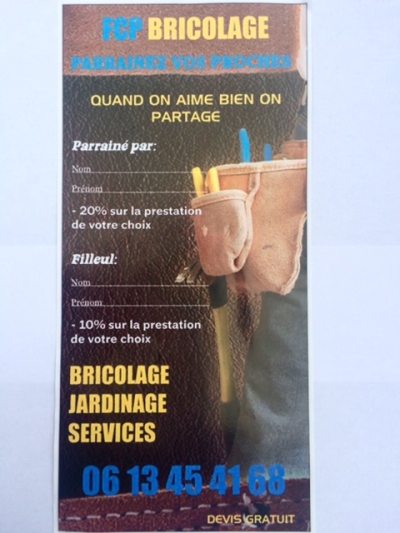 FCP BRICOLAGE
PARRAINEZ VOS PROCHES
QUAND ON AIME BIEN ON
PARTAGE
Parrainé par:
Nom
Prénom
- 20% sur la prestation
de votre choix
Filleul:
Nom
Prénom
- 10% sur la prestation
de votre choix
BRICOLAGE
JARDINAGE
SERVICES
06 13 45 41 68
DEVIS GRATUIT